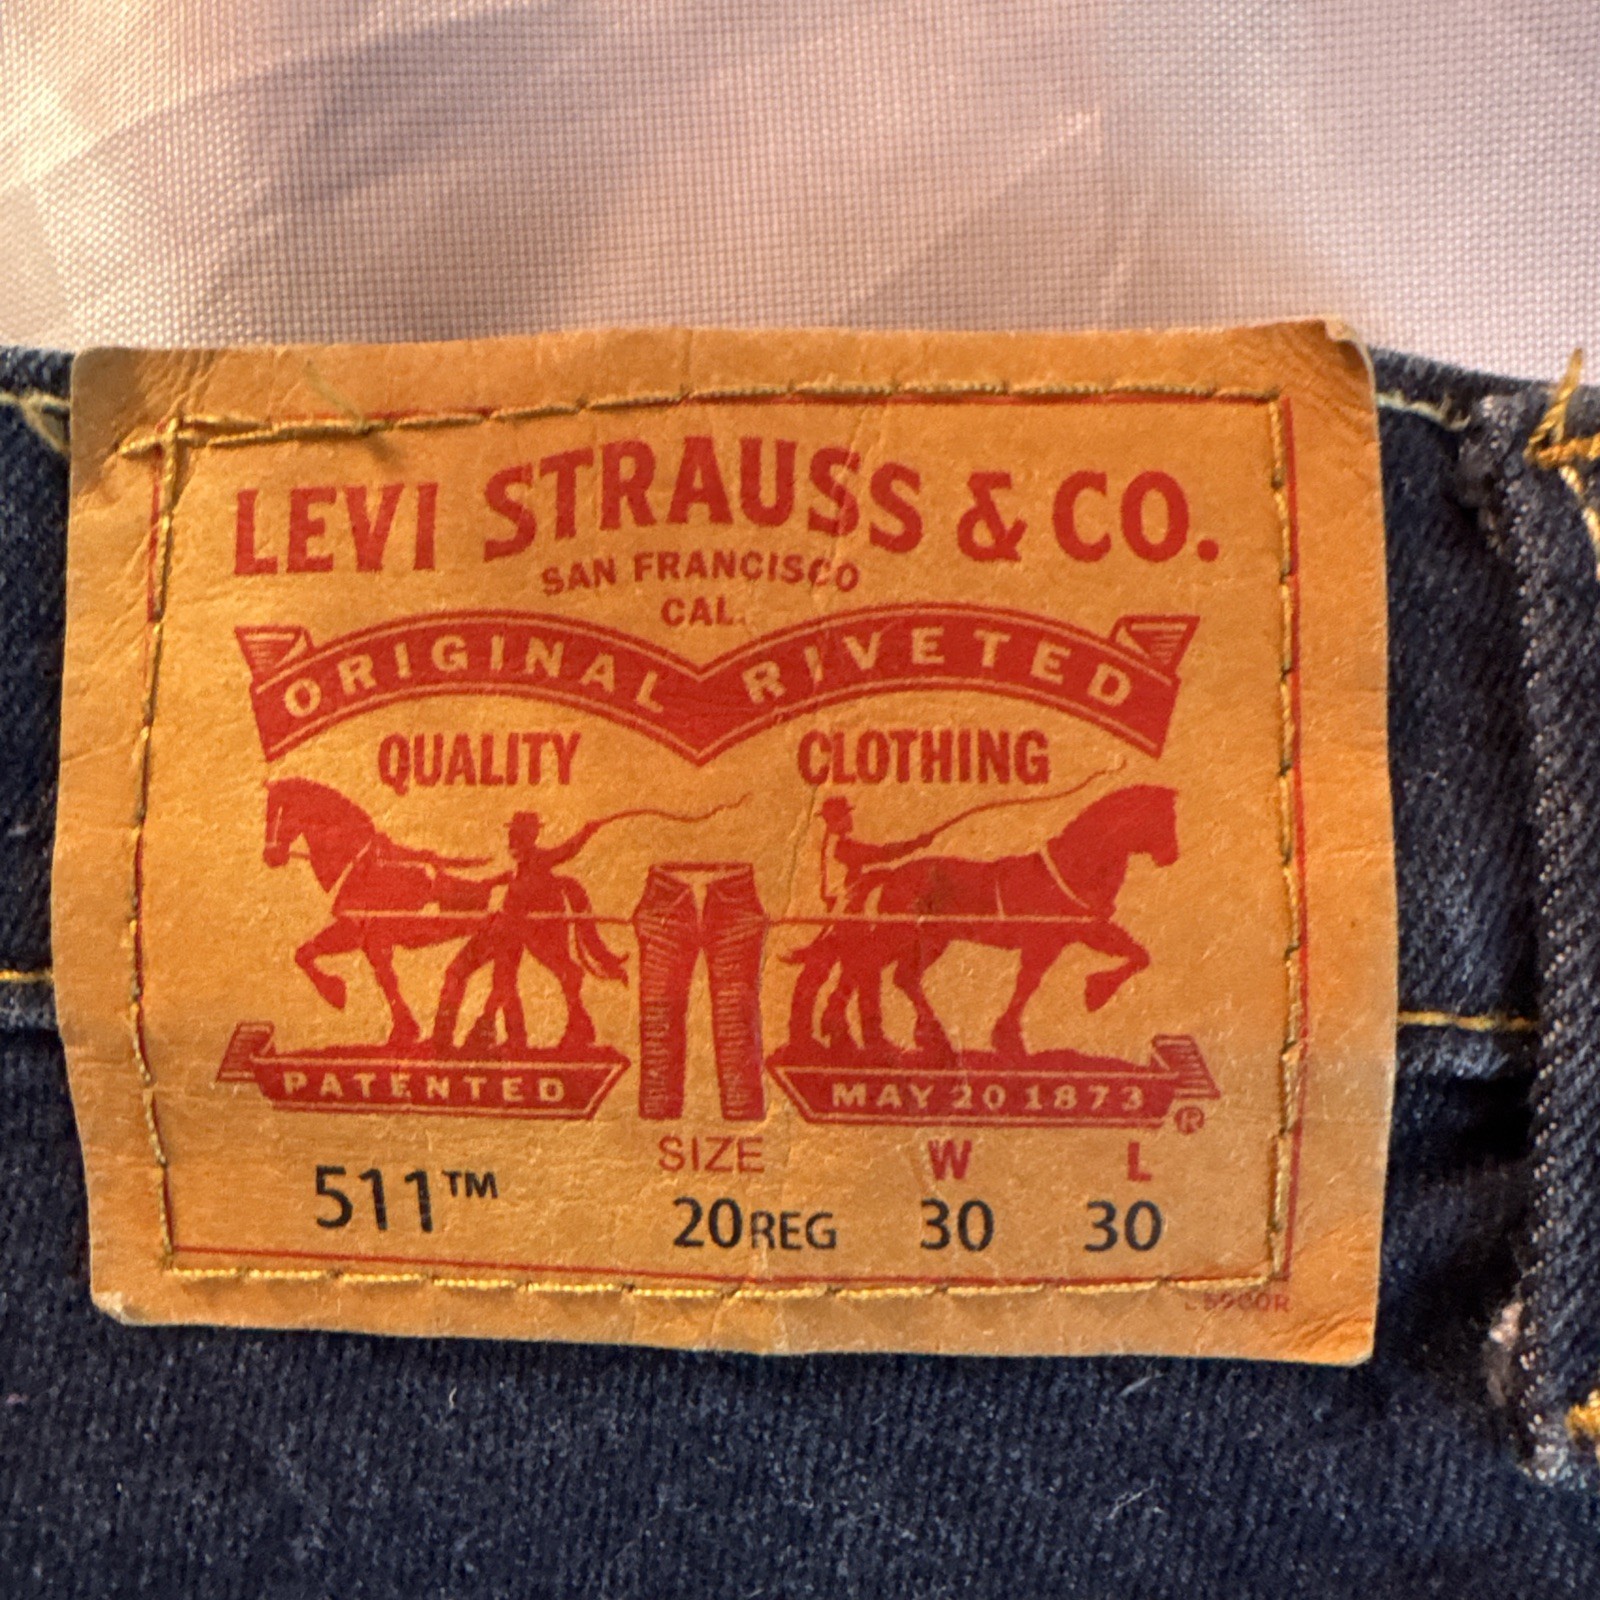 LEVI STRAUSS & CO.
SAN FRANCISCO
CAL.
ORIGINAL RIVETED
QUALITY CLOTHING
PATENTED MAY 20 1873 ®
SIZE W L
511™ 20REG 30 30